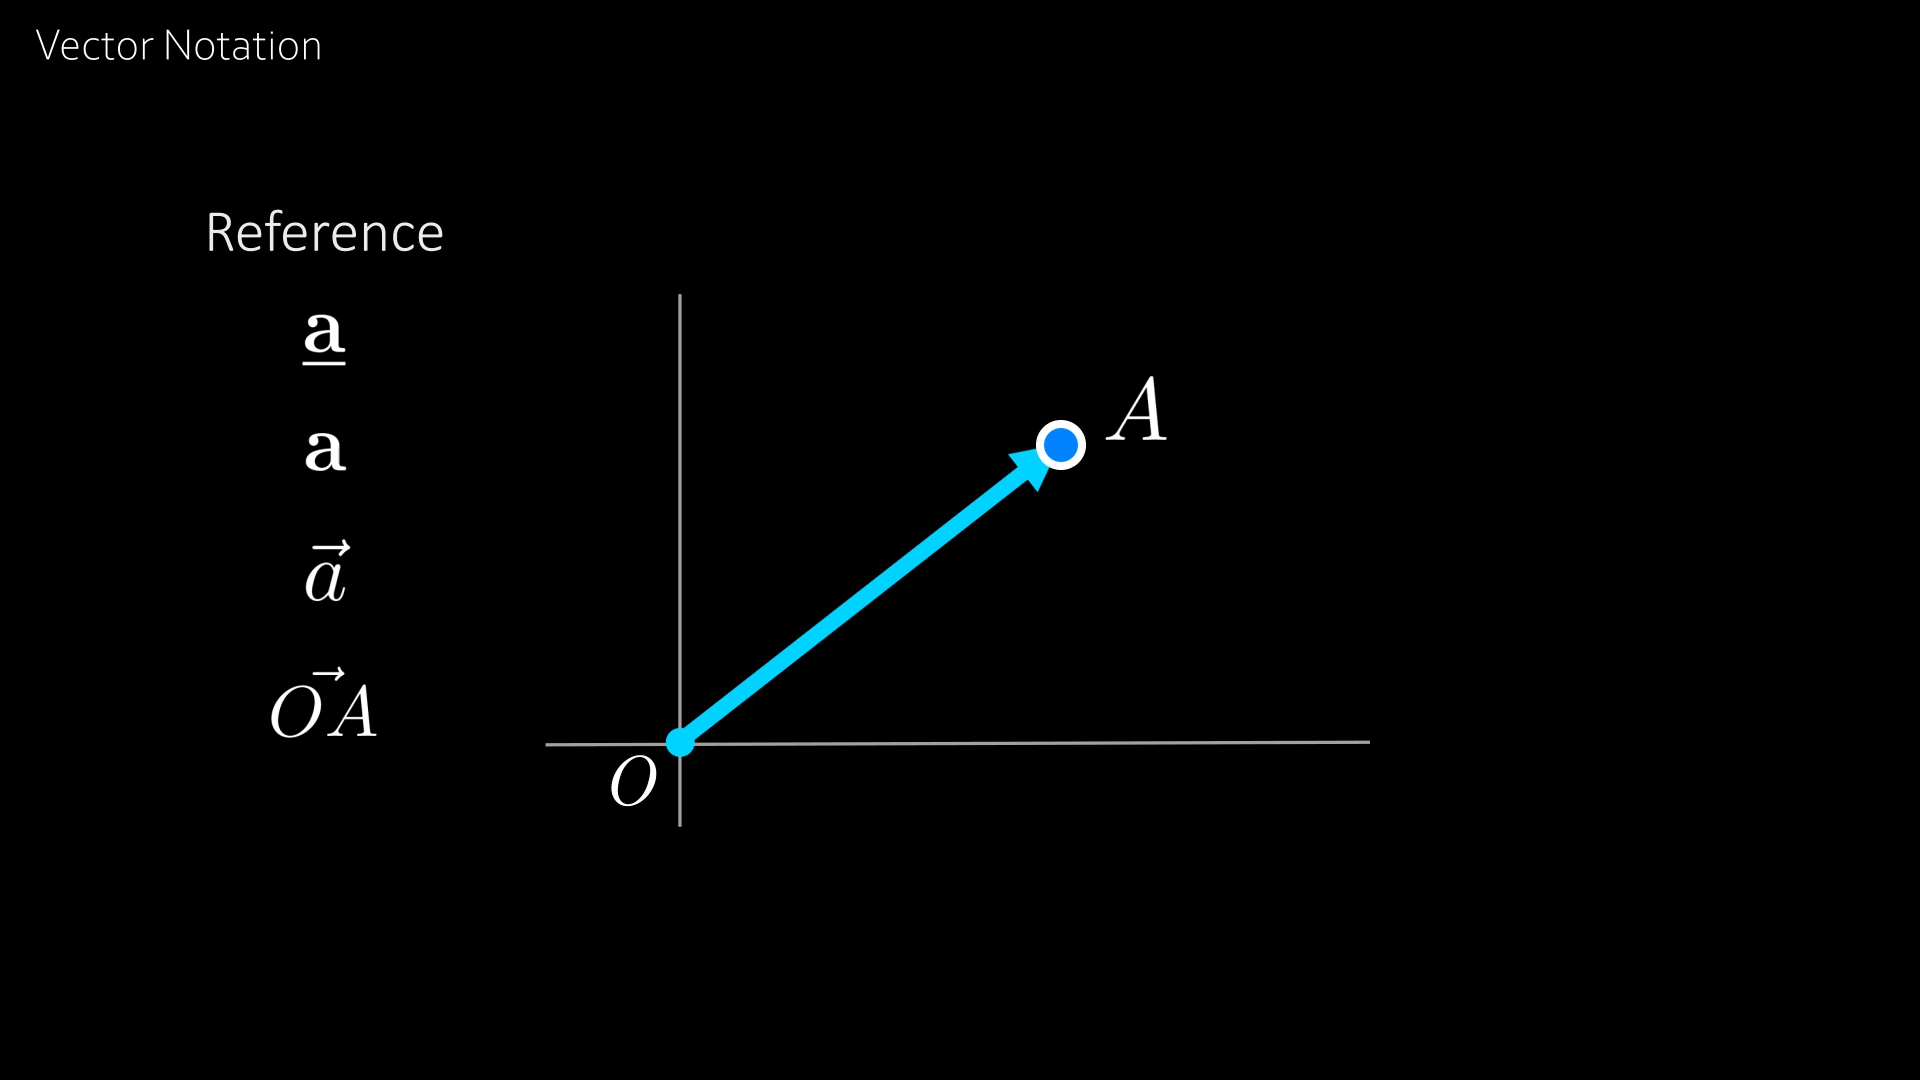 Vector Notation
Reference
a
a
A
a⃗
OA⃗
O